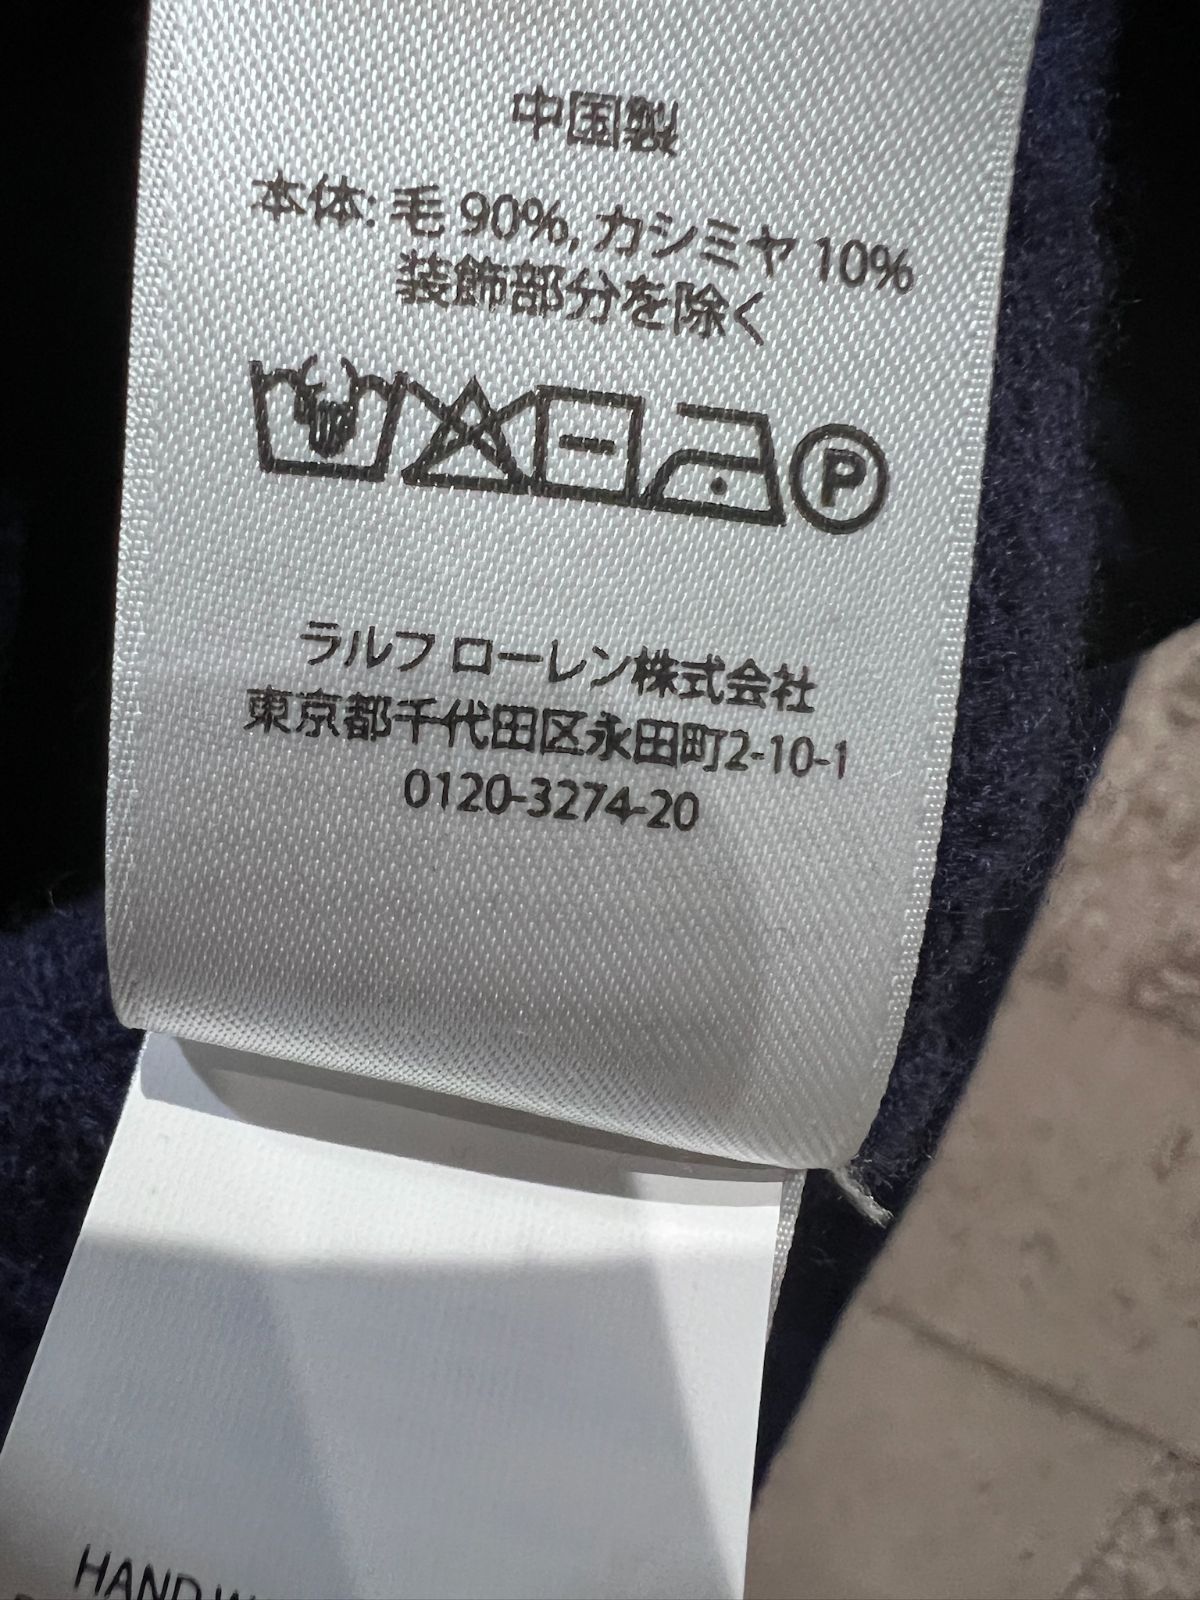 中国製
本体: 毛 90%, カシミヤ 10%
装飾部分を除く
P
ラルフ ローレン株式会社
東京都千代田区永田町2-10-1
0120-3274-20
HAND